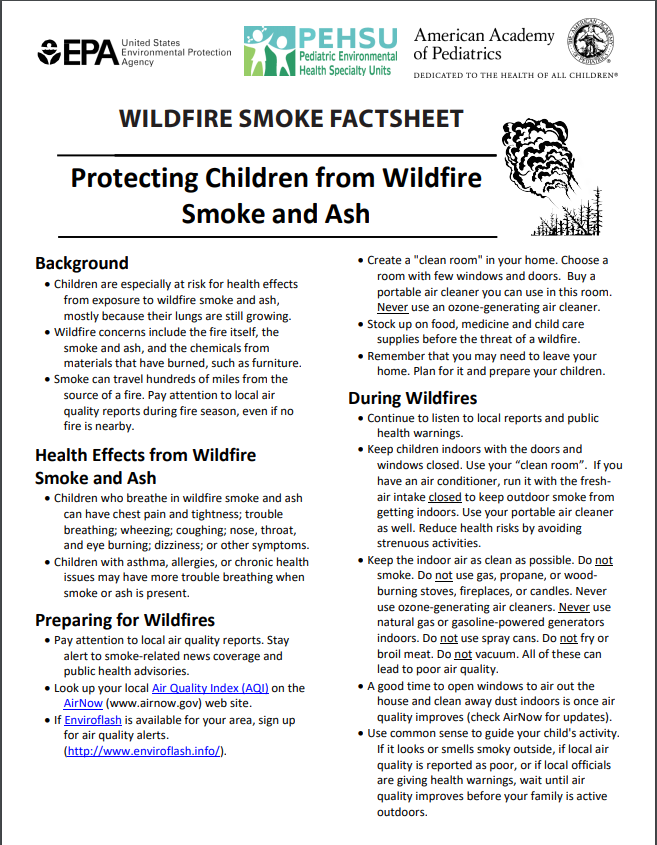 EPA
United States
Environmental Protection
Agency
PEHSU
Pediatric Environmental
Health Specialty Units
American Academy
of Pediatrics
DEDICATED TO THE HEALTH OF ALL CHILDREN®
WILDFIRE SMOKE FACTSHEET
Protecting Children from Wildfire
Smoke and Ash
Background
• Children are especially at risk for health effects
from exposure to wildfire smoke and ash,
mostly because their lungs are still growing.
• Wildfire concerns include the fire itself, the
smoke and ash, and the chemicals from
materials that have burned, such as furniture.
• Smoke can travel hundreds of miles from the
source of a fire. Pay attention to local air
quality reports during fire season, even if no
fire is nearby.
Health Effects from Wildfire
Smoke and Ash
• Children who breathe in wildfire smoke and ash
can have chest pain and tightness; trouble
breathing; wheezing; coughing; nose, throat,
and eye burning; dizziness; or other symptoms.
• Children with asthma, allergies, or chronic health
issues may have more trouble breathing when
smoke or ash is present.
Preparing for Wildfires
• Pay attention to local air quality reports. Stay
alert to smoke-related news coverage and
public health advisories.
• Look up your local Air Quality Index (AQI) on the
AirNow (www.airnow.gov) web site.
• If Enviroflash is available for your area, sign up
for air quality alerts.
(http://www.enviroflash.info/).
• Create a "clean room" in your home. Choose a
room with few windows and doors. Buy a
portable air cleaner you can use in this room.
Never use an ozone-generating air cleaner.
• Stock up on food, medicine and child care
supplies before the threat of a wildfire.
• Remember that you may need to leave your
home. Plan for it and prepare your children.
During Wildfires
• Continue to listen to local reports and public
health warnings.
• Keep children indoors with the doors and
windows closed. Use your “clean room”. If you
have an air conditioner, run it with the fresh-
air intake closed to keep outdoor smoke from
getting indoors. Use your portable air cleaner
as well. Reduce health risks by avoiding
strenuous activities.
• Keep the indoor air as clean as possible. Do not
smoke. Do not use gas, propane, or wood-
burning stoves, fireplaces, or candles. Never
use ozone-generating air cleaners. Never use
natural gas or gasoline-powered generators
indoors. Do not use spray cans. Do not fry or
broil meat. Do not vacuum. All of these can
lead to poor air quality.
• A good time to open windows to air out the
house and clean away dust indoors is once air
quality improves (check AirNow for updates).
• Use common sense to guide your child's activity.
If it looks or smells smoky outside, if local air
quality is reported as poor, or if local officials
are giving health warnings, wait until air
quality improves before your family is active
outdoors.